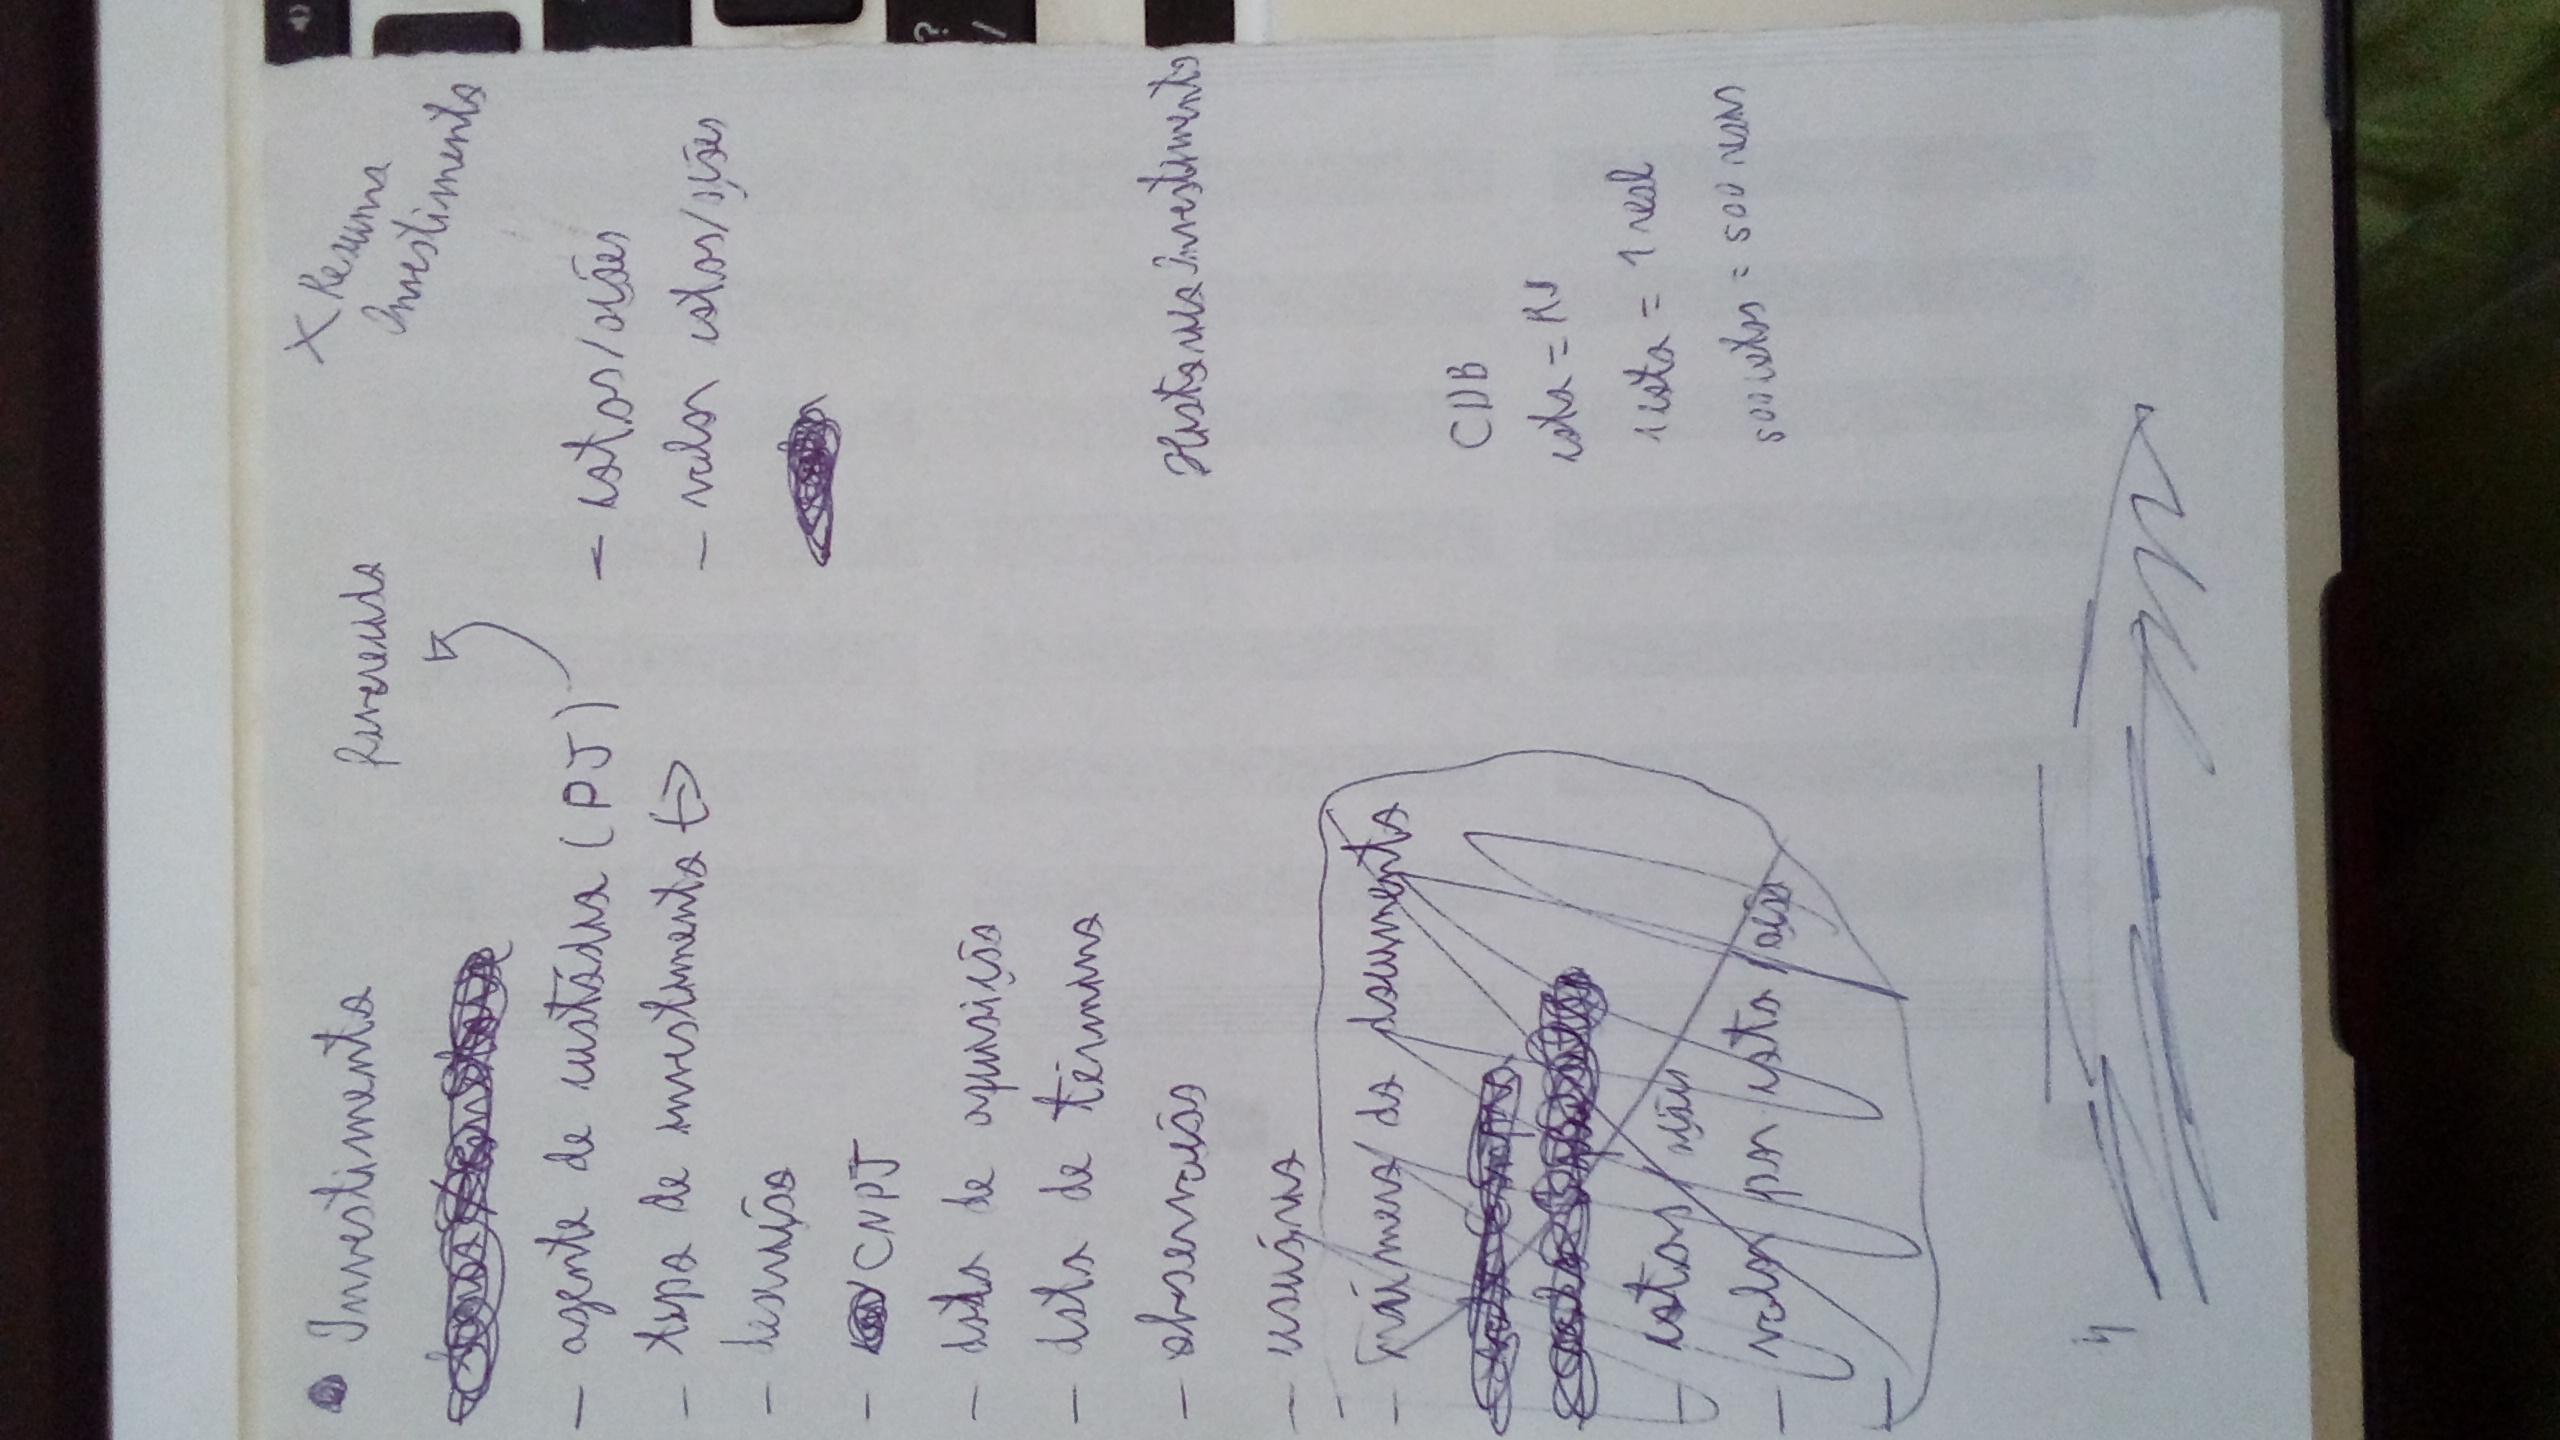 Investimento
Favorecido
X Resumo
Investimento
- agente de custódia (PJ)
- tipo de investimento
- descrição
- CNPJ
- data de aquisição
- data de término
- observação
- usuário
- número do documento
- cotas/ações
- valor por cota/ação
-
- cotas/ações
- valor cotas/ações
Historico Investimento
CDB
cota = R$
1 cota = 1 real
500 cotas = 500 reais
?
/